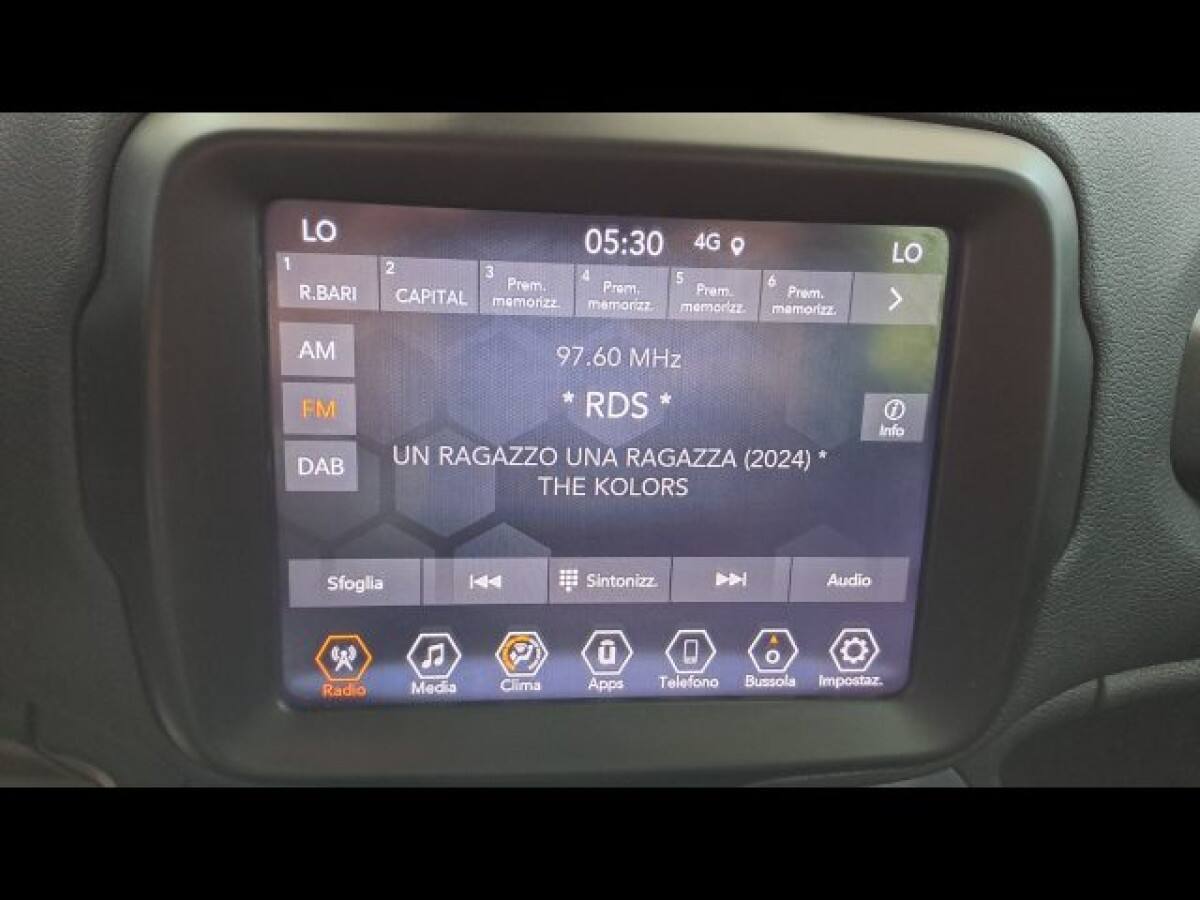 LO 05:30 4G LO
1 R.BARI
2 CAPITAL
3 Prem. memorizz.
4 Prem. memorizz.
5 Prem. memorizz.
6 Prem. memorizz.
AM
97.60 MHz
FM
* RDS *
Info
DAB
UN RAGAZZO UNA RAGAZZA (2024) *
THE KOLORS
Sfoglia Sintonizz. Audio
Radio Media Clima Apps Telefono Bussola Impostaz.